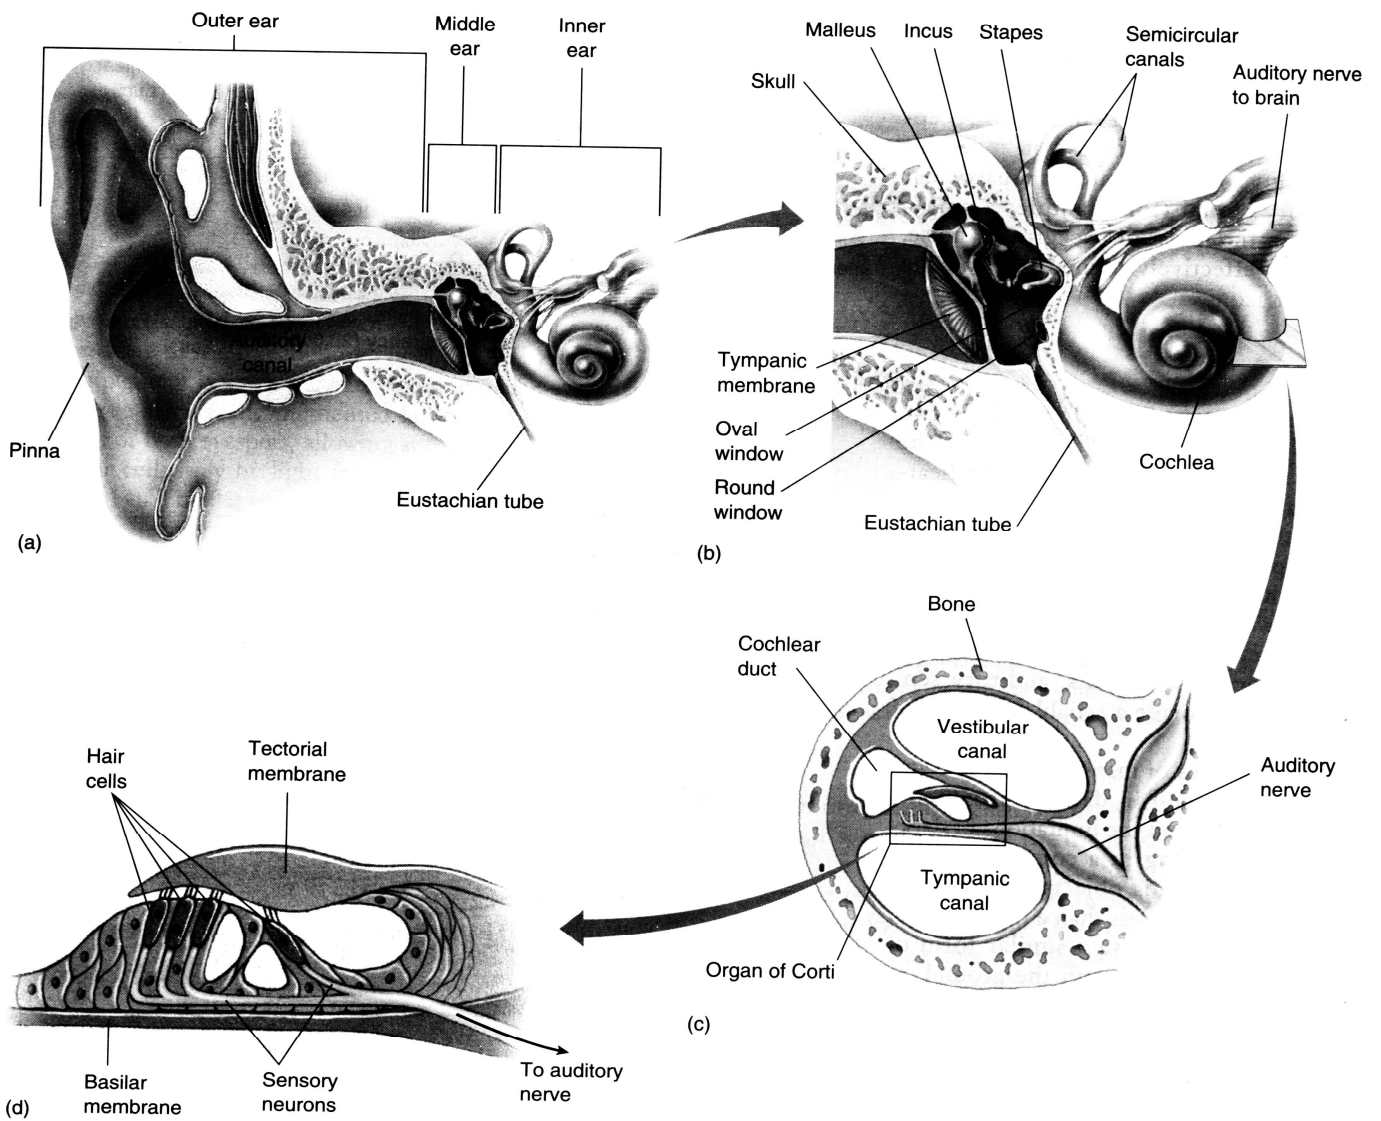 Outer ear
Middle
ear
Inner
ear
Auditory
canal
Pinna
Eustachian tube
(a)
Malleus
Incus
Stapes
Semicircular
canals
Skull
Auditory nerve
to brain
Tympanic
membrane
Oval
window
Round
window
Cochlea
Eustachian tube
(b)
Bone
Cochlear
duct
Vestibular
canal
Auditory
nerve
Tympanic
canal
Organ of Corti
(c)
Hair
cells
Tectorial
membrane
Basilar
membrane
Sensory
neurons
To auditory
nerve
(d)